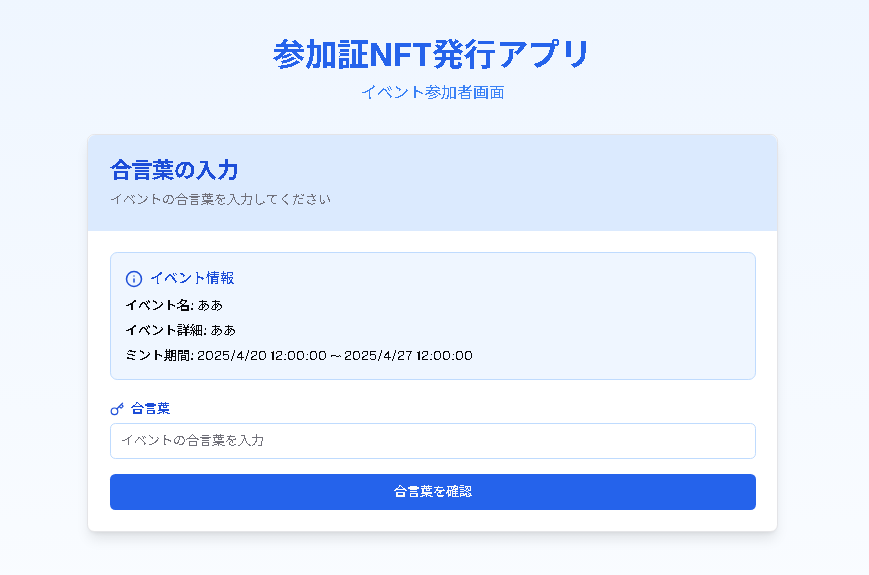 参加証NFT発行アプリ
イベント参加者画面
合言葉の入力
イベントの合言葉を入力してください
イベント情報
イベント名: ああ
イベント詳細: ああ
ミント期間: 2025/4/20 12:00:00 〜 2025/4/27 12:00:00
合言葉
イベントの合言葉を入力
合言葉を確認